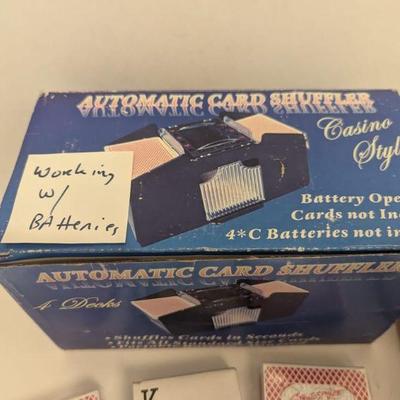 AUTOMATIC CARD SHUFFLER
Casino
Styl
Working
w/
BAtteries
Battery Ope
Cards not In
4*C Batteries not in
AUTOMATIC CARD SHUFFLER
4 Decks
• Shuffles Cards in Seconds